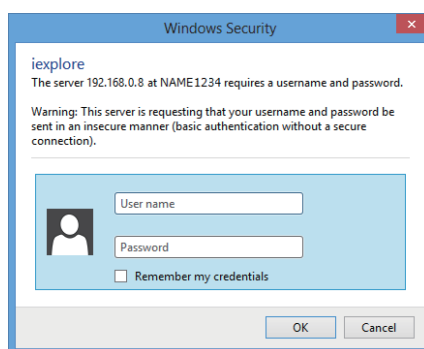 Windows Security
iexplore
The server 192.168.0.8 at NAME1234 requires a username and password.
Warning: This server is requesting that your username and password be
sent in an insecure manner (basic authentication without a secure
connection).
User name
Password
Remember my credentials
OK
Cancel